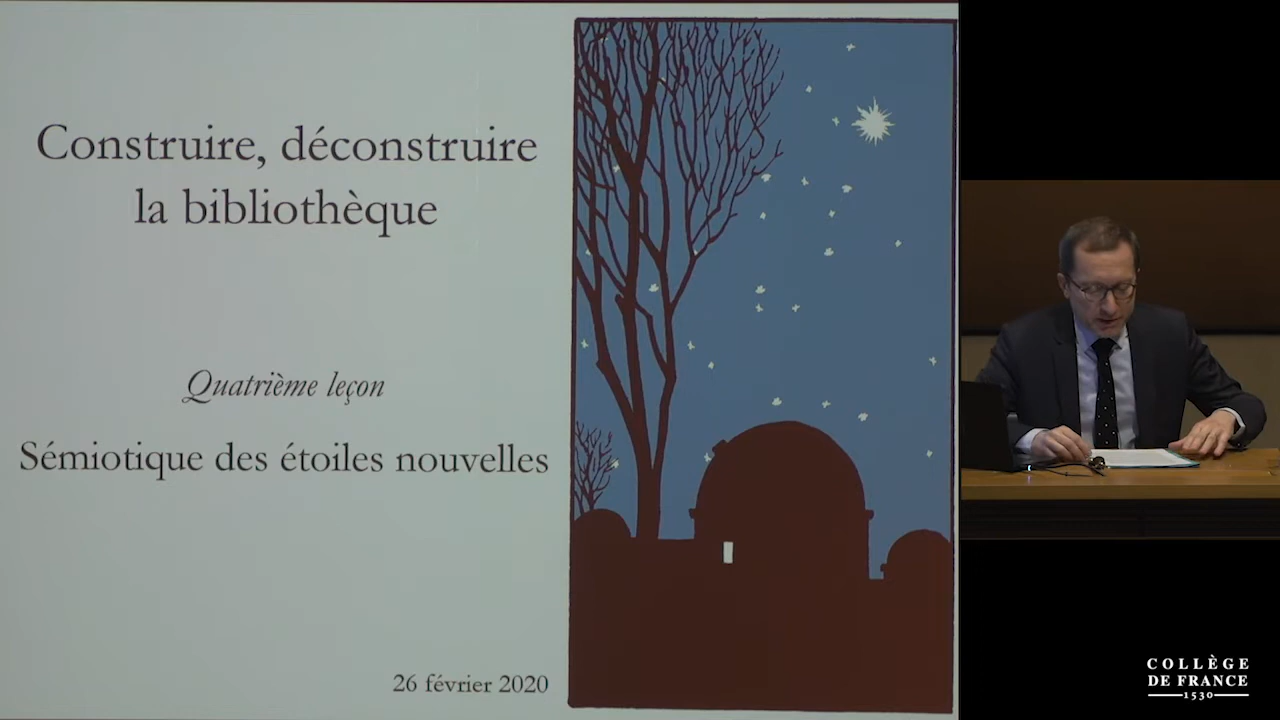 Construire, déconstruire
la bibliothèque
Quatrième leçon
Sémiotique des étoiles nouvelles
26 février 2020
COLLÈGE
DE FRANCE
1530